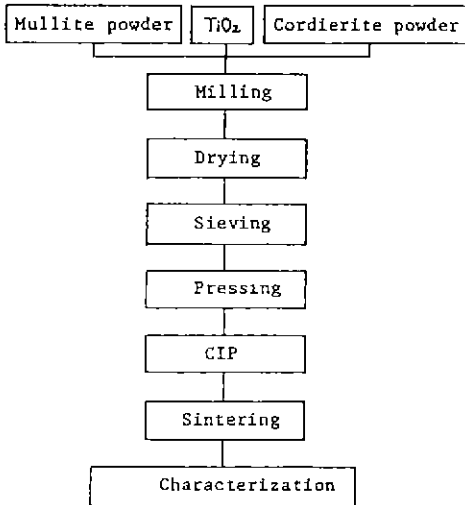 Mullite powder
TiO₂
Cordierite powder
Milling
Drying
Sieving
Pressing
CIP
Sintering
Characterization